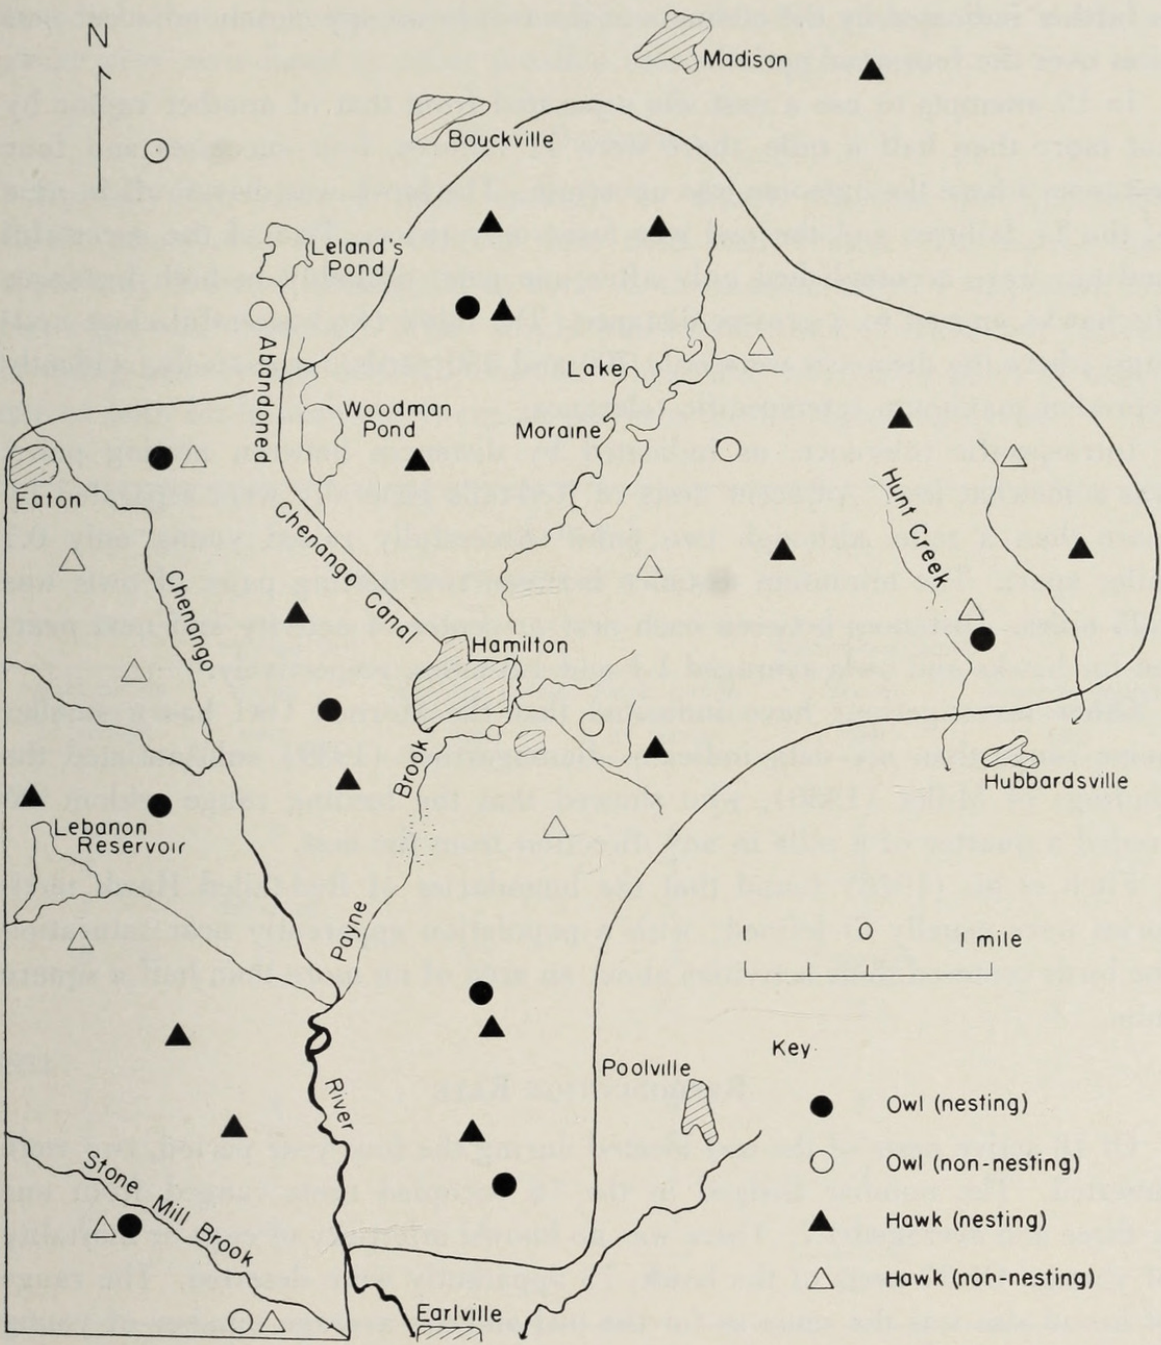 N
Madison
Bouckville
Leland's
Pond
Abandoned
Chenango Canal
Woodman
Pond
Lake
Moraine
Eaton
Chenango
Hunt Creek
Hamilton
Brook
Hubbardsville
Lebanon
Reservoir
Payne
1 0 1 mile
River
Poolville
Key
Owl (nesting)
Owl (non-nesting)
Hawk (nesting)
Hawk (non-nesting)
Stone Mill Brook
Earlville